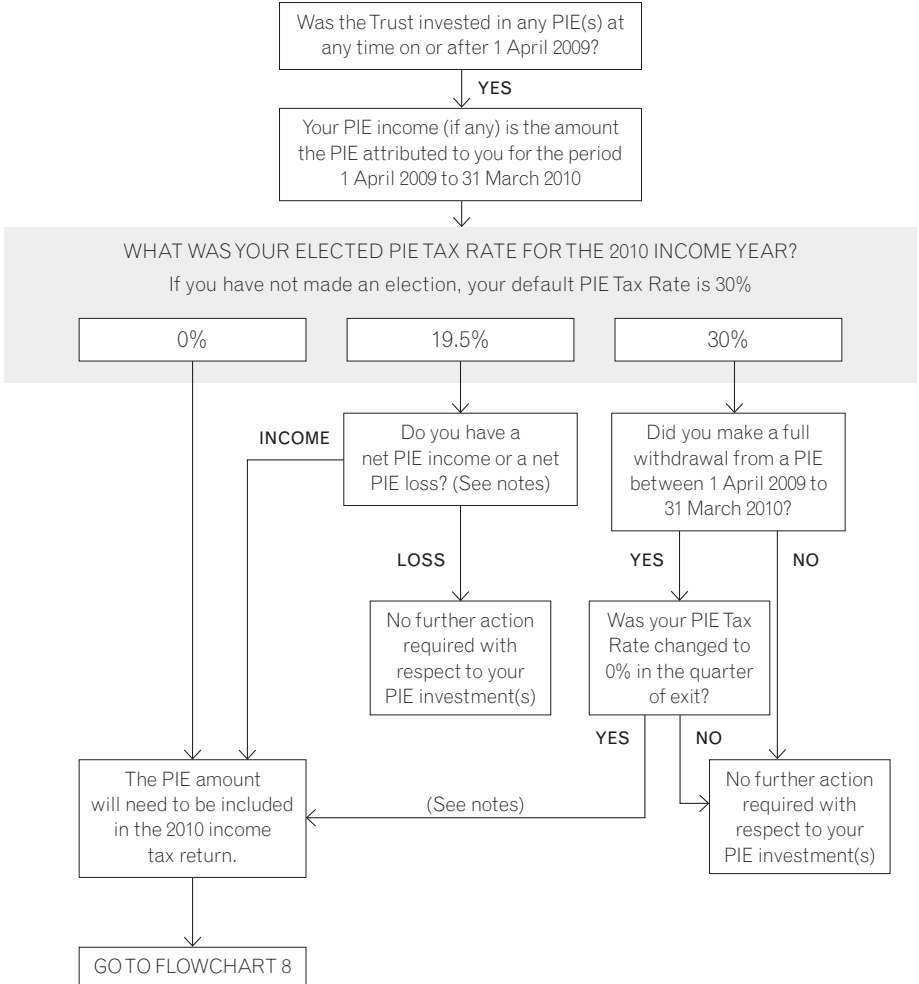 Was the Trust invested in any PIE(s) at
any time on or after 1 April 2009?
YES
Your PIE income (if any) is the amount
the PIE attributed to you for the period
1 April 2009 to 31 March 2010
WHAT WAS YOUR ELECTED PIE TAX RATE FOR THE 2010 INCOME YEAR?
If you have not made an election, your default PIE Tax Rate is 30%
0%
19.5%
30%
INCOME
Do you have a
net PIE income or a net
PIE loss? (See notes)
Did you make a full
withdrawal from a PIE
between 1 April 2009 to
31 March 2010?
LOSS
YES
NO
No further action
required with
respect to your
PIE investment(s)
Was your PIE Tax
Rate changed to
0% in the quarter
of exit?
YES
NO
The PIE amount
will need to be included
in the 2010 income
tax return.
(See notes)
No further action
required with
respect to your
PIE investment(s)
GO TO FLOWCHART 8